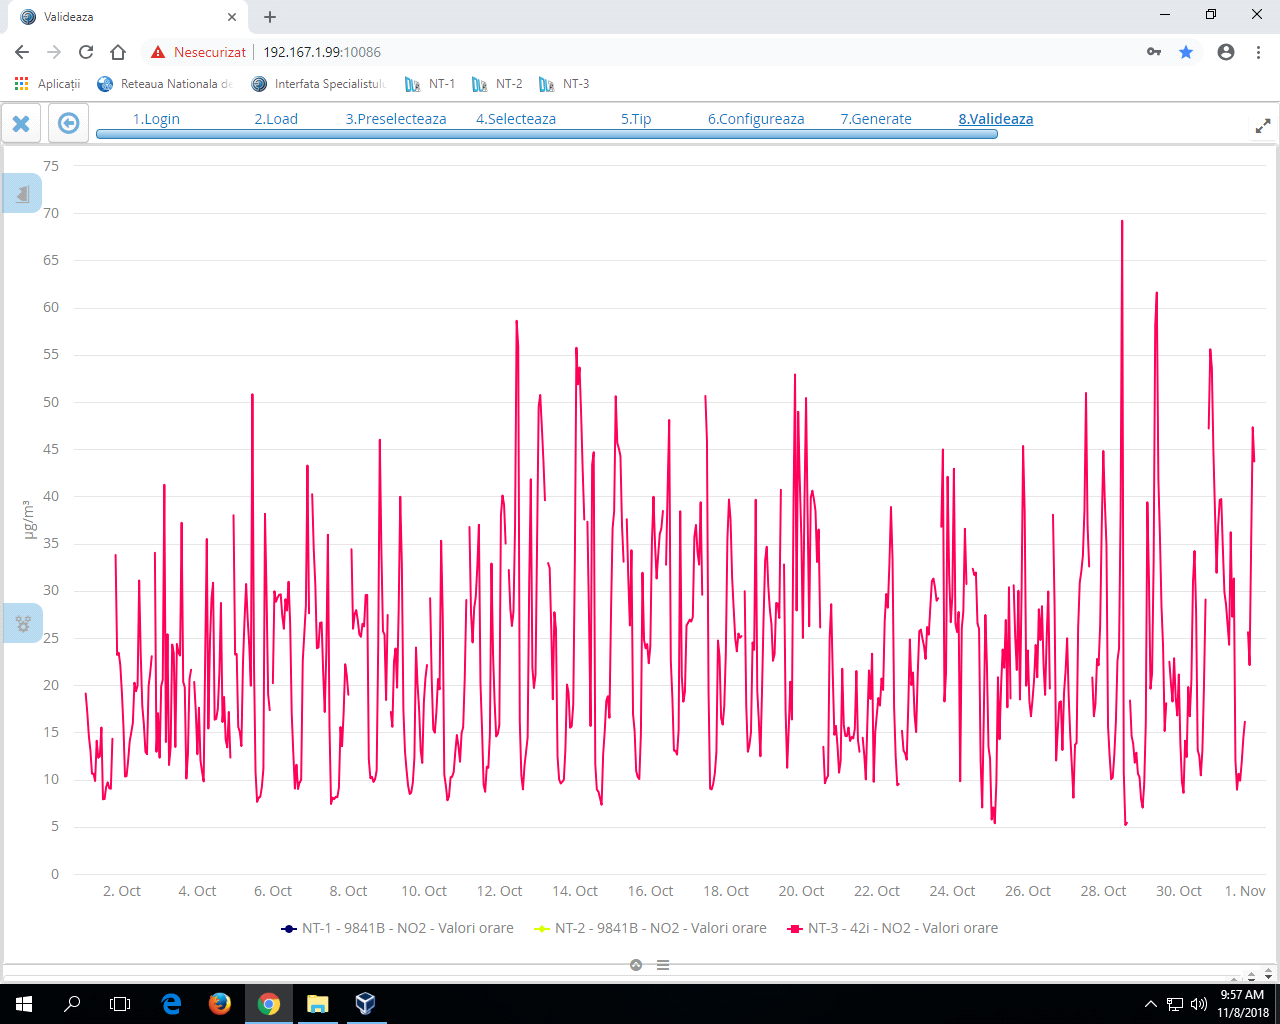 Valideaza
Nesecurizat
192.167.1.99:10086
Aplicații
Reteaua Nationala de
Interfata Specialistulu
NT-1
NT-2
NT-3
1.Login
2.Load
3.Preselecteaza
4.Selecteaza
5.Tip
6.Configureaza
7.Generate
8.Valideaza
75
70
65
60
55
50
45
40
35
30
25
20
15
10
5
0
µg/m³
2. Oct
4. Oct
6. Oct
8. Oct
10. Oct
12. Oct
14. Oct
16. Oct
18. Oct
20. Oct
22. Oct
24. Oct
26. Oct
28. Oct
30. Oct
1. Nov
NT-1 - 9841B - NO2 - Valori orare
NT-2 - 9841B - NO2 - Valori orare
NT-3 - 42i - NO2 - Valori orare
9:57 AM
11/8/2018